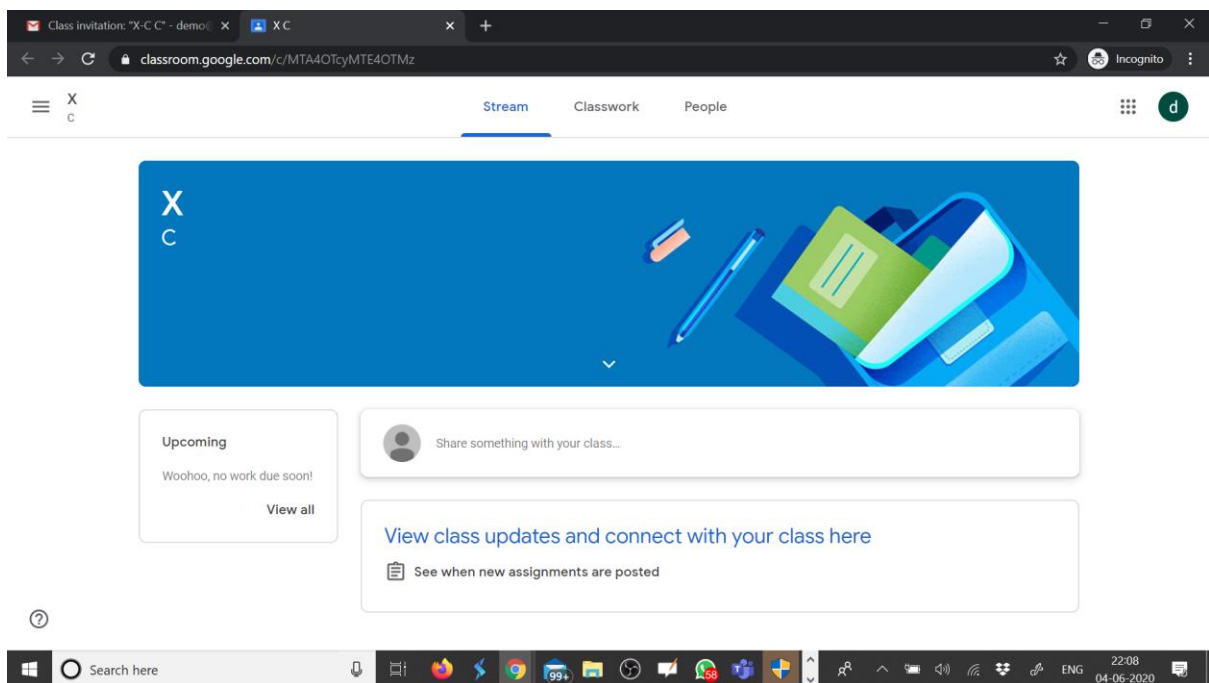 Class invitation: "X-C C" - demo
X C
classroom.google.com/c/MTA4OTcyMTE4OTMz
Incognito
X
C
Stream Classwork People
d
X
C
Upcoming
Woohoo, no work due soon!
View all
Share something with your class...
View class updates and connect with your class here
See when new assignments are posted
Search here
99+
58
ENG
22:08
04-06-2020